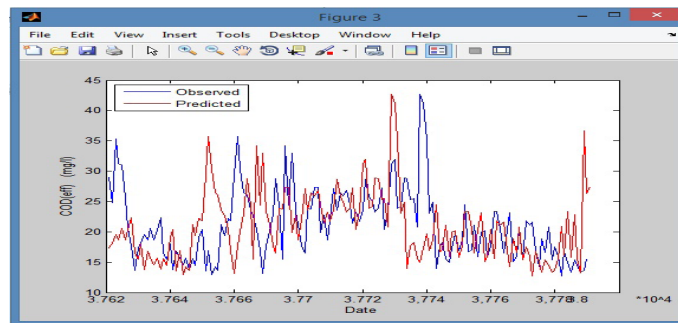 Figure 3
File Edit View Insert Tools Desktop Window Help
45
40
35
30
25
20
15
10
COD(eff) (mg/l)
Observed
Predicted
3.762 3.764 3.766 3.768 3.77 3.772 3.774 3.776 3.778 3.8 *10^4
Date